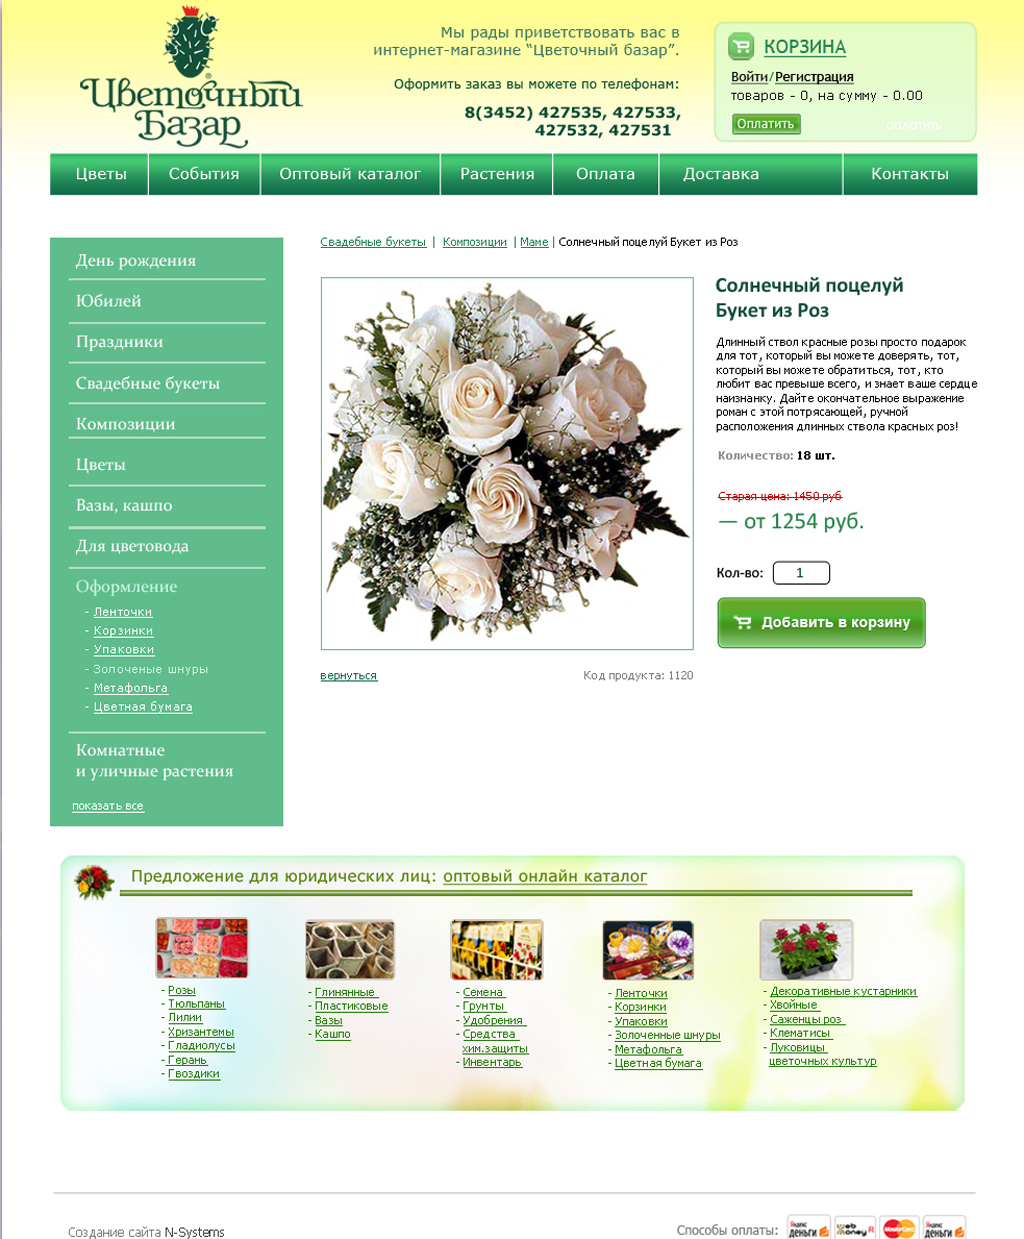 Цветочный
Базар
Мы рады приветствовать вас в
интернет-магазине “Цветочный базар”.
Оформить заказ вы можете по телефонам:
8(3452) 427535, 427533,
427532, 427531
КОРЗИНА
Войти/Регистрация
товаров - 0, на сумму - 0.00
Оплатить
оплатить
Цветы
События
Оптовый каталог
Растения
Оплата
Доставка
Контакты
День рождения
Юбилей
Праздники
Свадебные букеты
Композиции
Цветы
Вазы, кашпо
Для цветовода
Оформление
- Ленточки
- Корзинки
- Упаковки
- Золоченые шнуры
- Метафольга
- Цветная бумага
Комнатные
и уличные растения
показать все
Свадебные букеты | Композиции | Маме | Солнечный поцелуй Букет из Роз
вернуться
Код продукта: 1120
Солнечный поцелуй
Букет из Роз
Длинный ствол красные розы просто подарок
для тот, который вы можете доверять, тот,
который вы можете обратиться, тот, кто
любит вас превыше всего, и знает ваше сердце
наизнанку. Дайте окончательное выражение
роман с этой потрясающей, ручной
расположения длинных ствола красных роз!
Количество: 18 шт.
Старая цена: 1450 руб
— от 1254 руб.
Кол-во: 1
Добавить в корзину
Предложение для юридических лиц: оптовый онлайн каталог
- Розы
- Тюльпаны
- Лилии
- Хризантемы
- Гладиолусы
- Герань
- Гвоздики
- Глинянные
- Пластиковые
- Вазы
- Кашпо
- Семена
- Грунты
- Удобрения
- Средства
хим.защиты
- Инвентарь
- Ленточки
- Корзинки
- Упаковки
- Золоченные шнуры
- Метафольга
- Цветная бумага
- Декоративные кустарники
- Хвойные
- Саженцы роз
- Клематисы
- Луковицы
цветочных культур
Создание сайта N-Systems
Способы оплаты:
Яндекс
деньги
Web
Money R
MasterCard
Яндекс
деньги